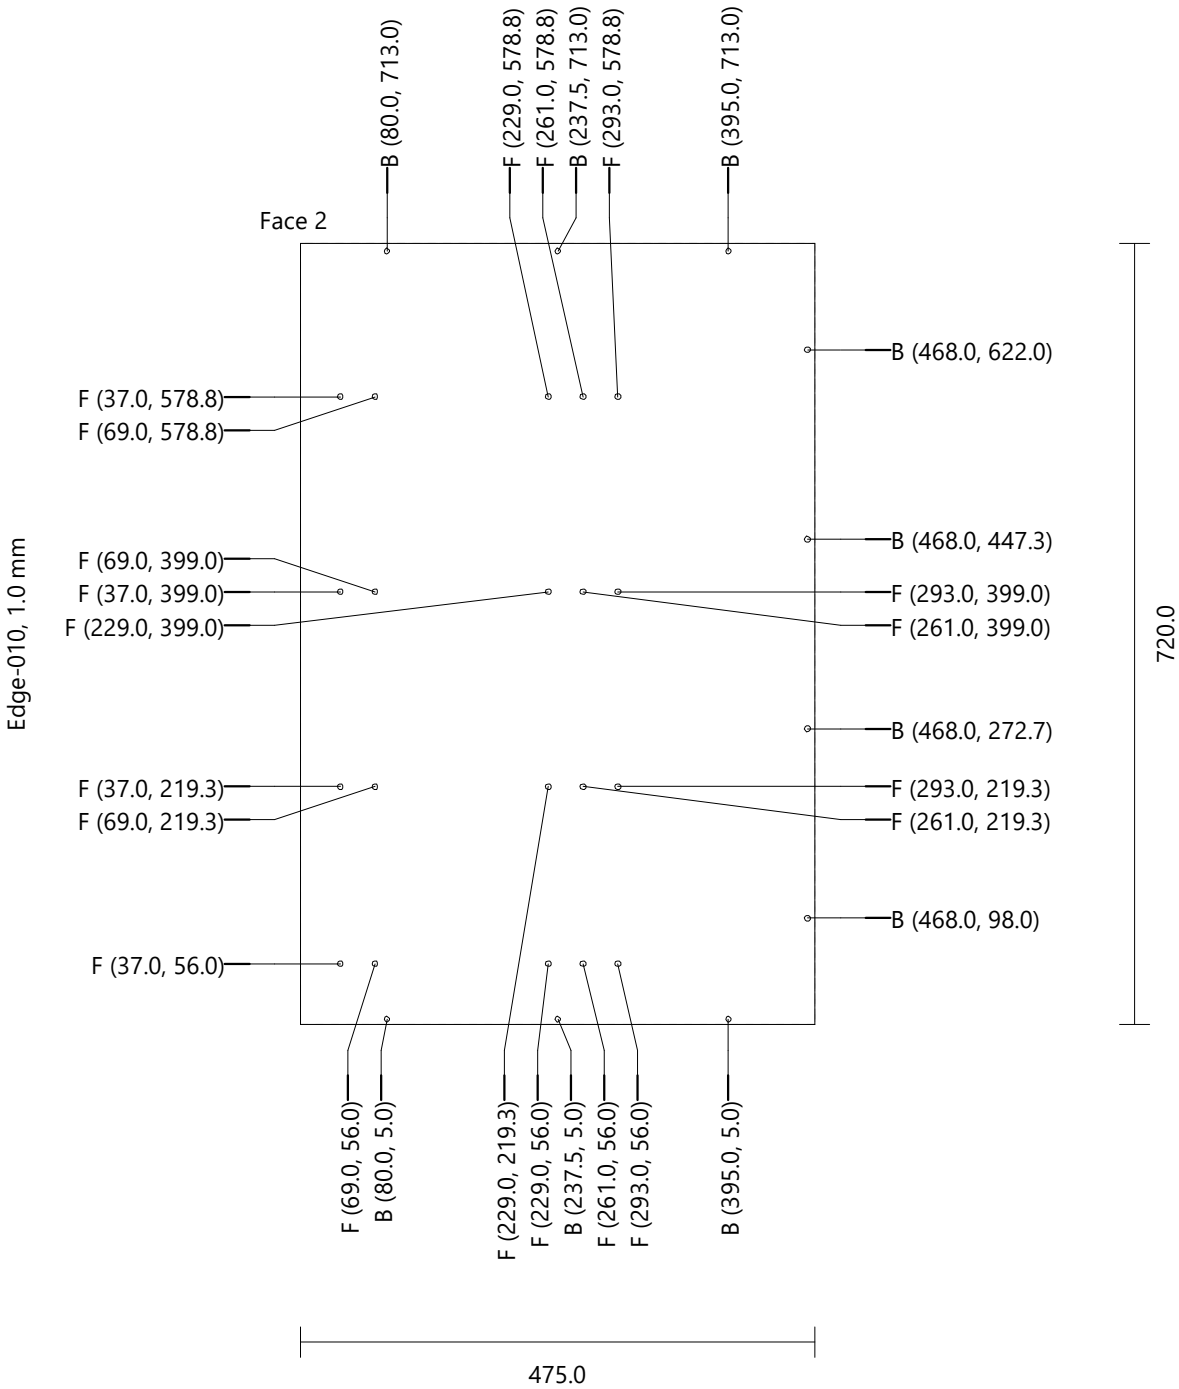 B (80.0, 713.0)
F (229.0, 578.8)
F (261.0, 578.8)
B (237.5, 713.0)
F (293.0, 578.8)
B (395.0, 713.0)
Face 2
B (468.0, 622.0)
F (37.0, 578.8)
F (69.0, 578.8)
Edge-010, 1.0 mm
B (468.0, 447.3)
F (69.0, 399.0)
F (37.0, 399.0)
F (229.0, 399.0)
F (293.0, 399.0)
F (261.0, 399.0)
720.0
B (468.0, 272.7)
F (37.0, 219.3)
F (69.0, 219.3)
F (293.0, 219.3)
F (261.0, 219.3)
B (468.0, 98.0)
F (37.0, 56.0)
F (69.0, 56.0)
B (80.0, 5.0)
F (229.0, 219.3)
F (229.0, 56.0)
B (237.5, 5.0)
F (261.0, 56.0)
F (293.0, 56.0)
B (395.0, 5.0)
475.0